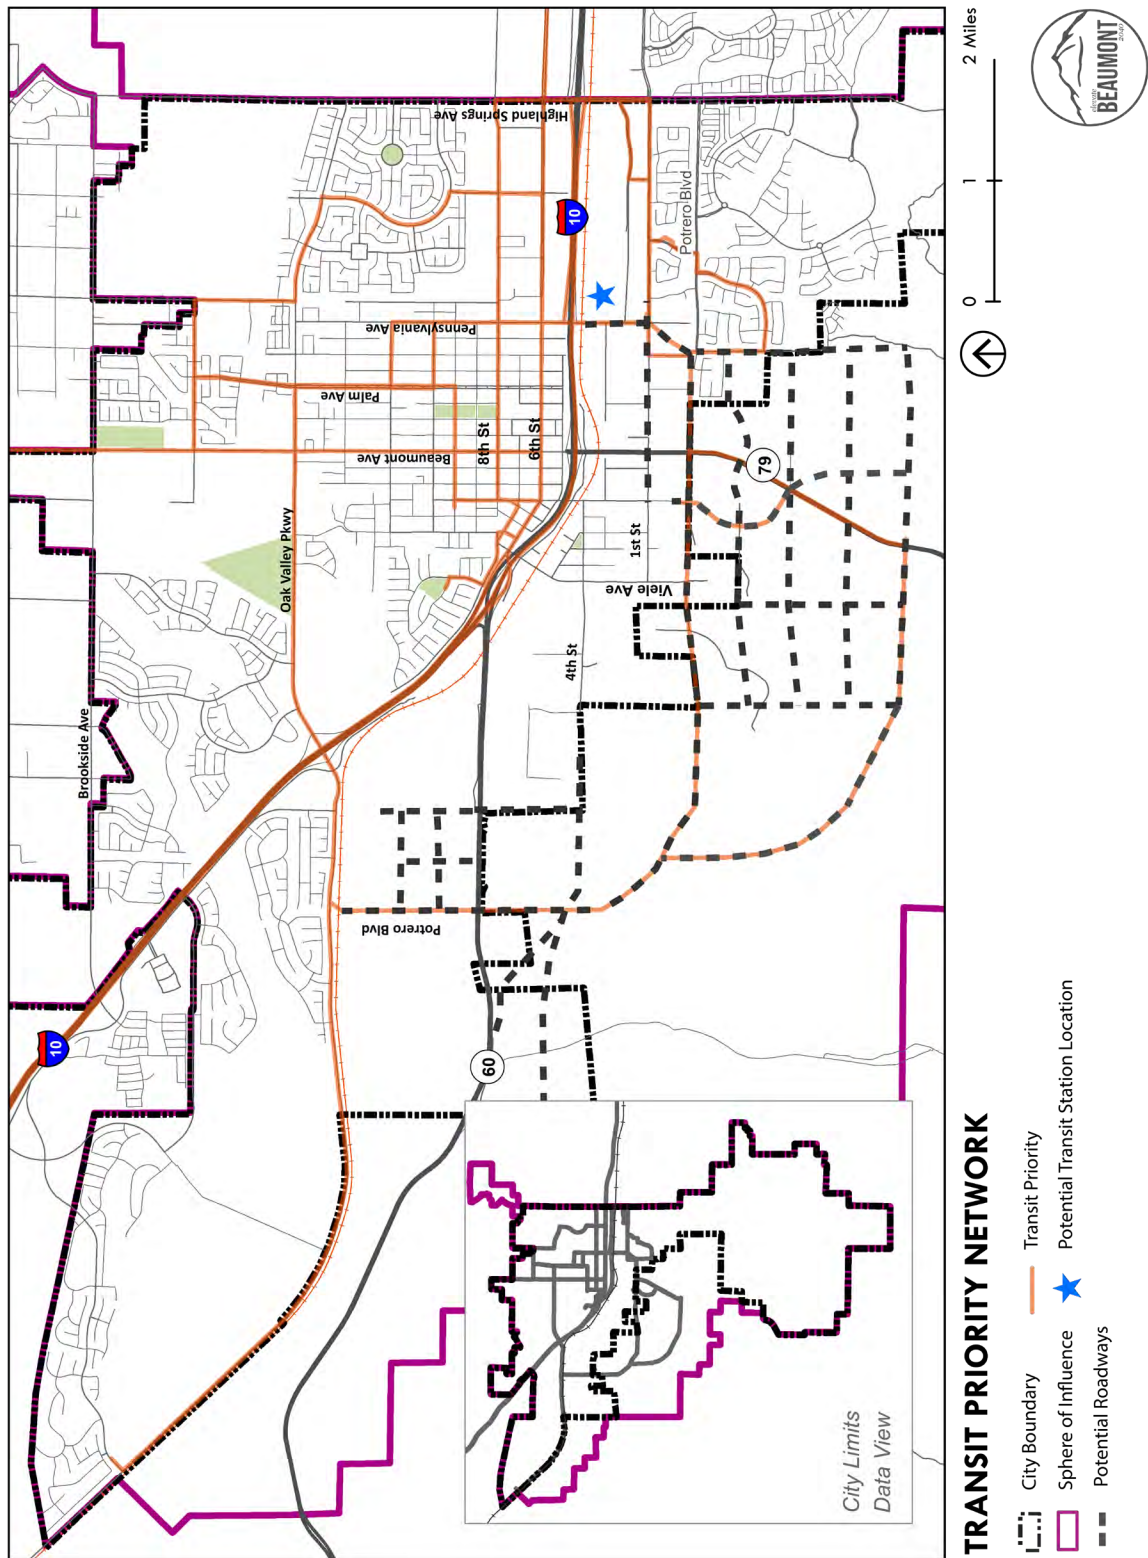 Highland Springs Ave
10
Potrero Blvd
Pennsylvania Ave
Palm Ave
Beaumont Ave
8th St
6th St
79
Oak Valley Pkwy
1st St
Viele Ave
4th St
Brookside Ave
Potrero Blvd
10
60
City Limits
Data View
TRANSIT PRIORITY NETWORK
City Boundary
Sphere of Influence
Potential Roadways
Transit Priority
Potential Transit Station Location
0
1
2 Miles
elevate
BEAUMONT
2040